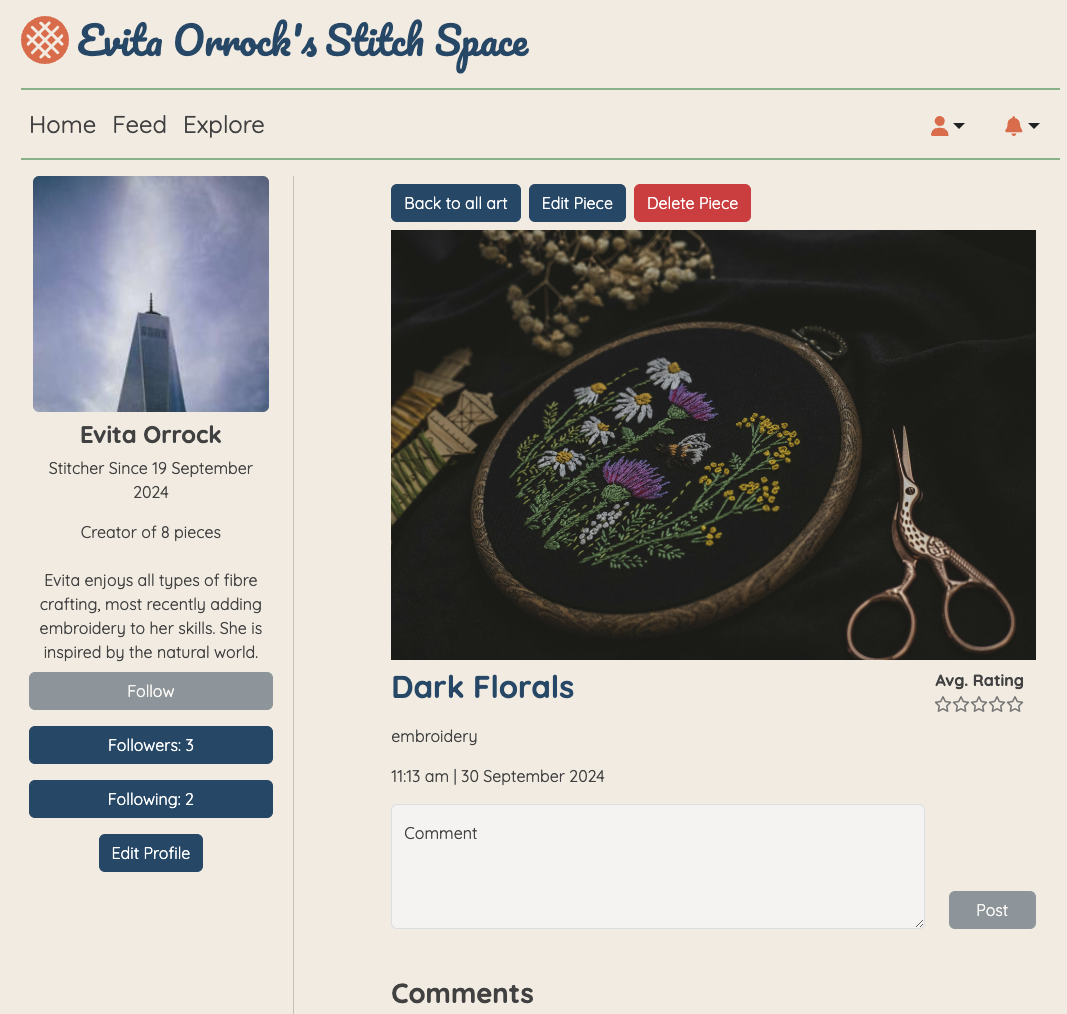 Evita Orrock's Stitch Space
Home Feed Explore
Evita Orrock
Stitcher Since 19 September
2024
Creator of 8 pieces
Evita enjoys all types of fibre
crafting, most recently adding
embroidery to her skills. She is
inspired by the natural world.
Follow
Followers: 3
Following: 2
Edit Profile
Back to all art Edit Piece Delete Piece
Dark Florals
Avg. Rating
embroidery
11:13 am | 30 September 2024
Comment
Post
Comments